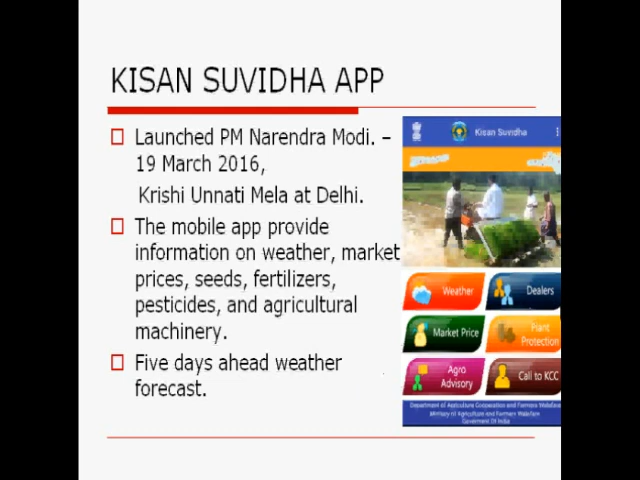 KISAN SUVIDHA APP
Launched PM Narendra Modi. –
19 March 2016,
Krishi Unnati Mela at Delhi.
The mobile app provide
information on weather, market
prices, seeds, fertilizers,
pesticides, and agricultural
machinery.
Five days ahead weather
forecast.
Kisan Suvidha
Weather
Dealers
Market Price
Plant
Protection
Agro
Advisory
Call to KCC
Department of Agriculture Cooperation and Farmers Welafare
Ministry of Agriculture and Farmers Welafare
Goverment Of India